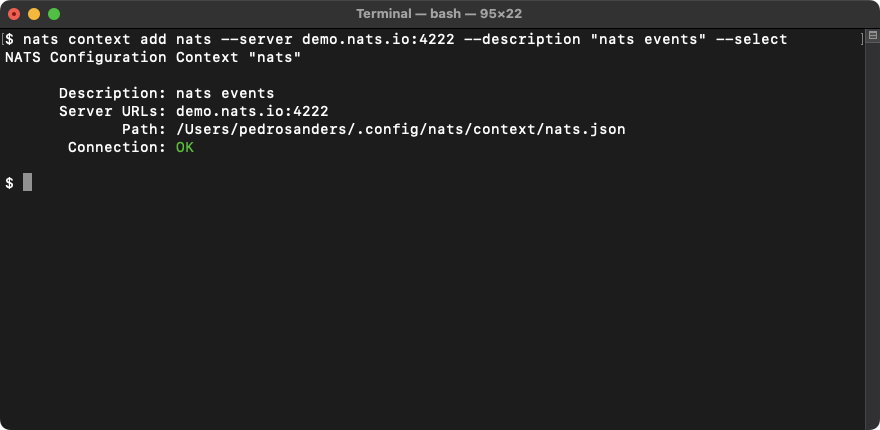 Terminal — bash — 95×22
$ nats context add nats --server demo.nats.io:4222 --description "nats events" --select
NATS Configuration Context "nats"
Description: nats events
Server URLs: demo.nats.io:4222
Path: /Users/pedrosanders/.config/nats/context/nats.json
Connection: OK
$